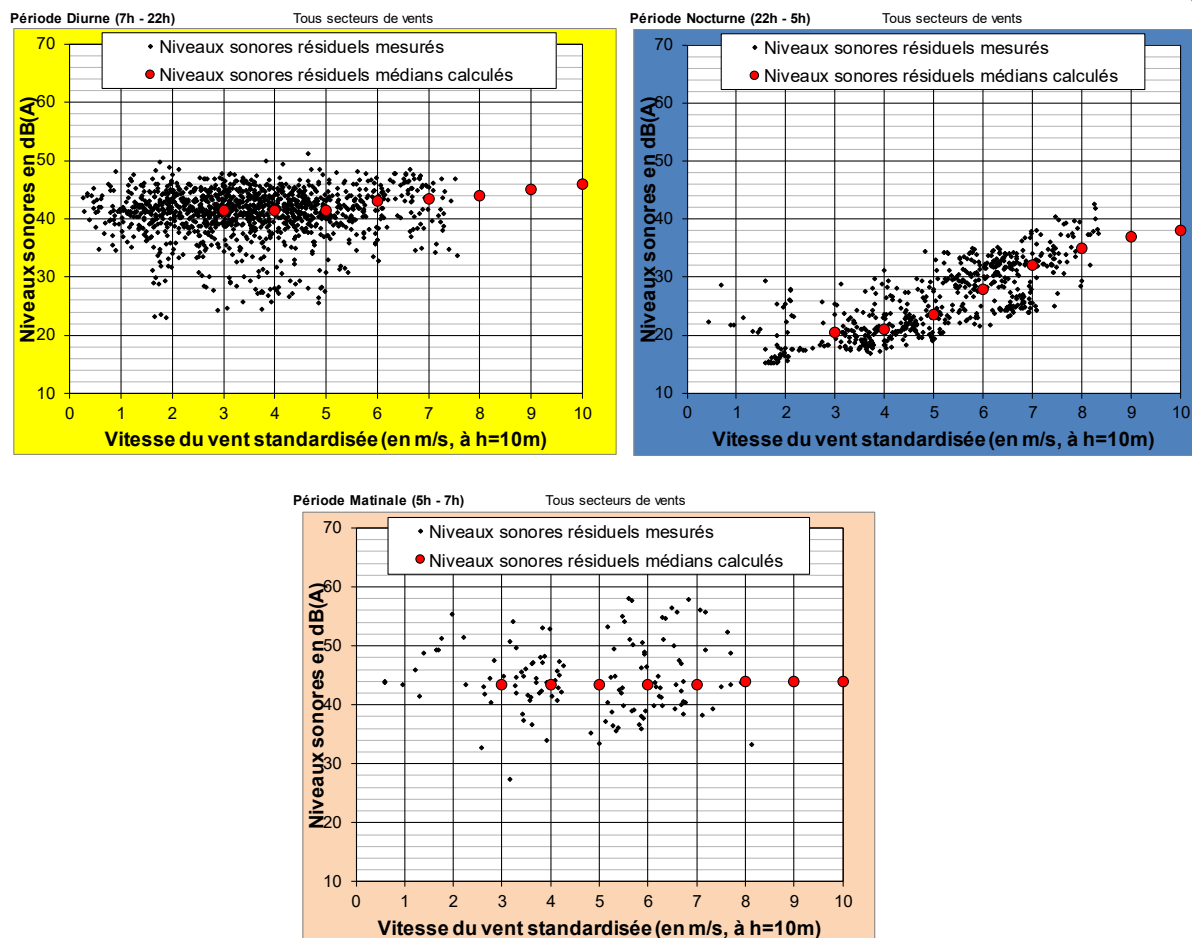 Période Diurne (7h - 22h) Tous secteurs de vents
Niveaux sonores résiduels mesurés
Niveaux sonores résiduels médians calculés
Niveaux sonores en dB(A)
70
60
50
40
30
20
10
0 1 2 3 4 5 6 7 8 9 10
Vitesse du vent standardisée (en m/s, à h=10m)
Période Nocturne (22h - 5h) Tous secteurs de vents
Niveaux sonores résiduels mesurés
Niveaux sonores résiduels médians calculés
Niveaux sonores en dB(A)
70
60
50
40
30
20
10
0 1 2 3 4 5 6 7 8 9 10
Vitesse du vent standardisée (en m/s, à h=10m)
Période Matinale (5h - 7h) Tous secteurs de vents
Niveaux sonores résiduels mesurés
Niveaux sonores résiduels médians calculés
Niveaux sonores en dB(A)
70
60
50
40
30
20
10
0 1 2 3 4 5 6 7 8 9 10
Vitesse du vent standardisée (en m/s, à h=10m)